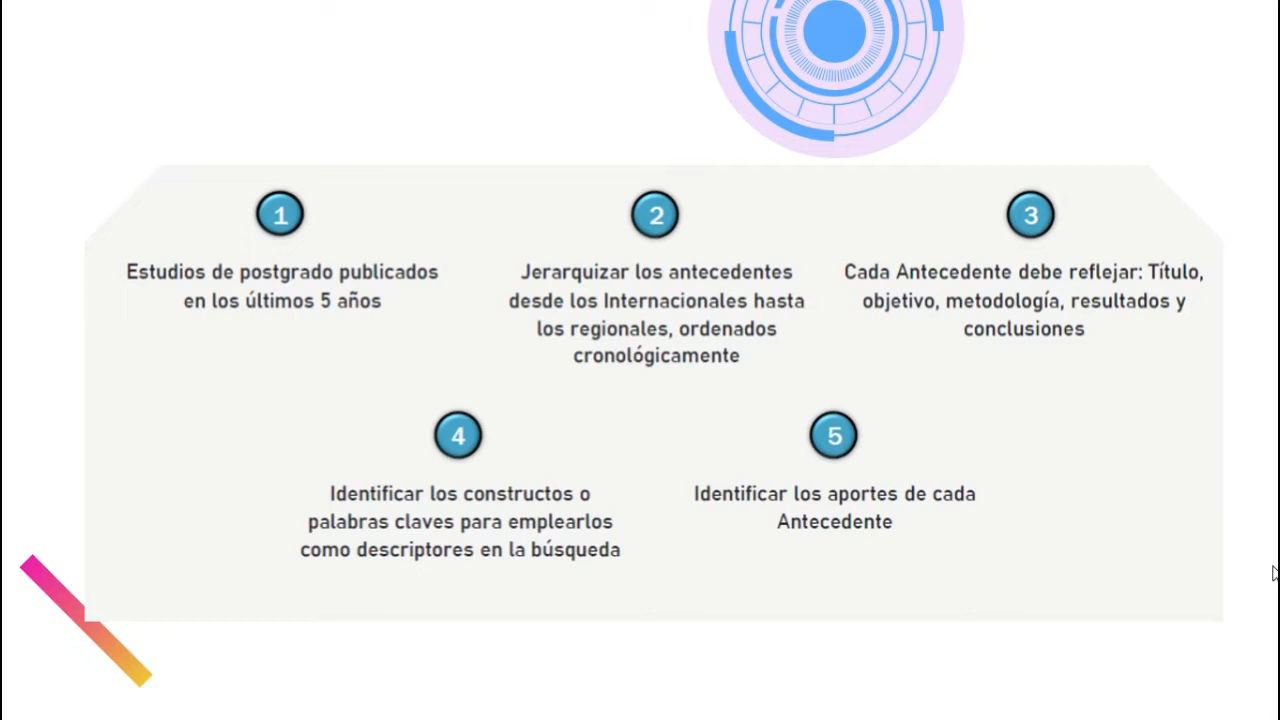 1
Estudios de postgrado publicados
en los últimos 5 años
2
Jerarquizar los antecedentes
desde los Internacionales hasta
los regionales, ordenados
cronológicamente
3
Cada Antecedente debe reflejar: Título,
objetivo, metodología, resultados y
conclusiones
4
Identificar los constructos o
palabras claves para emplearlos
como descriptores en la búsqueda
5
Identificar los aportes de cada
Antecedente